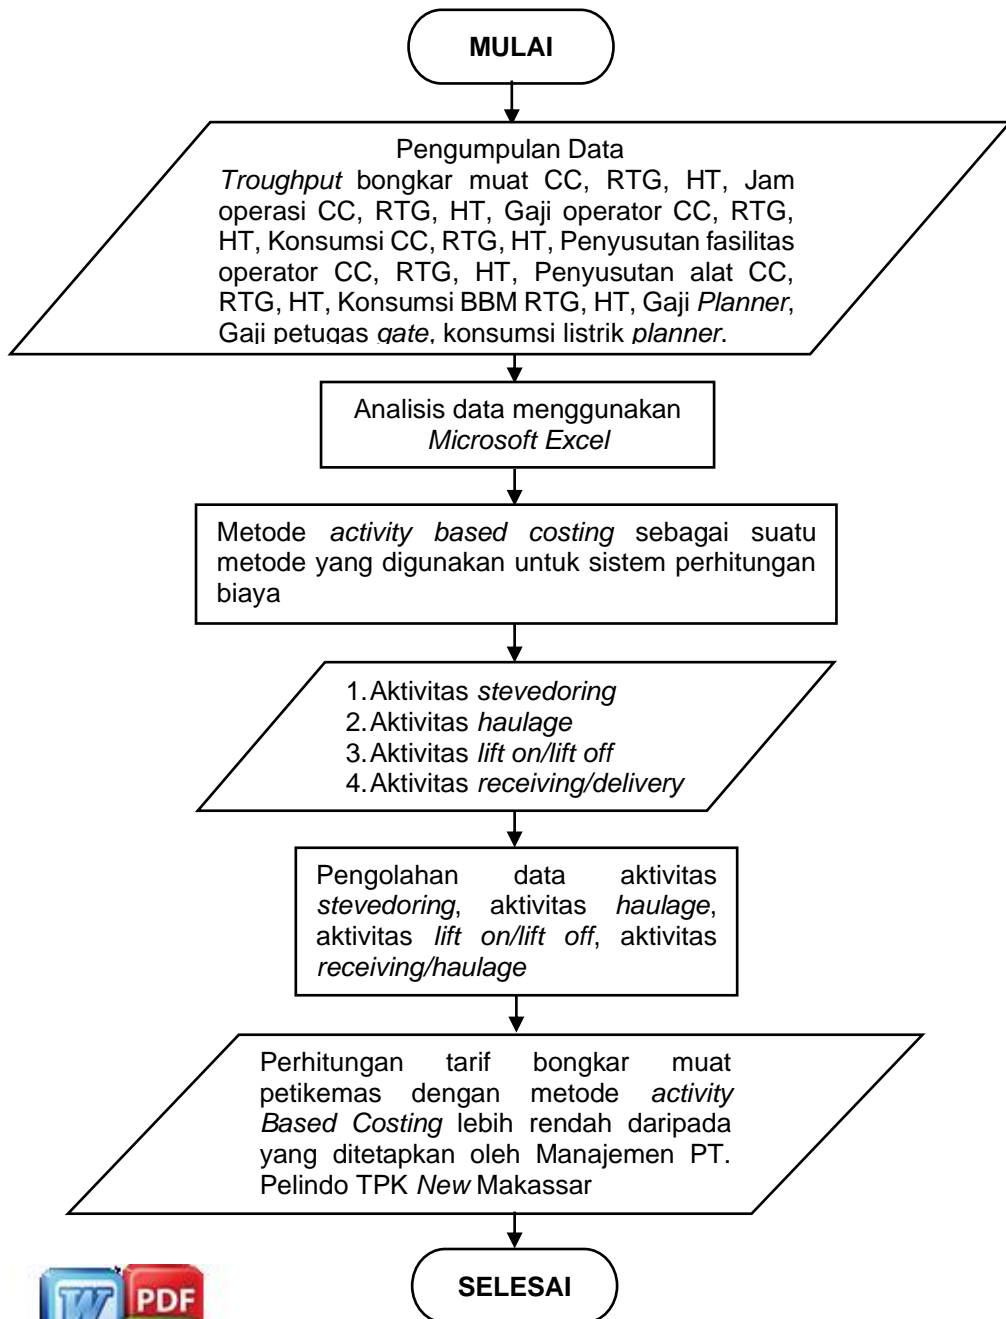 MULAI
Pengumpulan Data
Troughput bongkar muat CC, RTG, HT, Jam
operasi CC, RTG, HT, Gaji operator CC, RTG,
HT, Konsumsi CC, RTG, HT, Penyusutan fasilitas
operator CC, RTG, HT, Penyusutan alat CC,
RTG, HT, Konsumsi BBM RTG, HT, Gaji Planner,
Gaji petugas gate, konsumsi listrik planner.
Analisis data menggunakan
Microsoft Excel
Metode activity based costing sebagai suatu
metode yang digunakan untuk sistem perhitungan
biaya
1. Aktivitas stevedoring
2. Aktivitas haulage
3. Aktivitas lift on/lift off
4. Aktivitas receiving/delivery
Pengolahan data aktivitas
stevedoring, aktivitas haulage,
aktivitas lift on/lift off, aktivitas
receiving/haulage
Perhitungan tarif bongkar muat
petikemas dengan metode activity
Based Costing lebih rendah daripada
yang ditetapkan oleh Manajemen PT.
Pelindo TPK New Makassar
SELESAI
W PDF